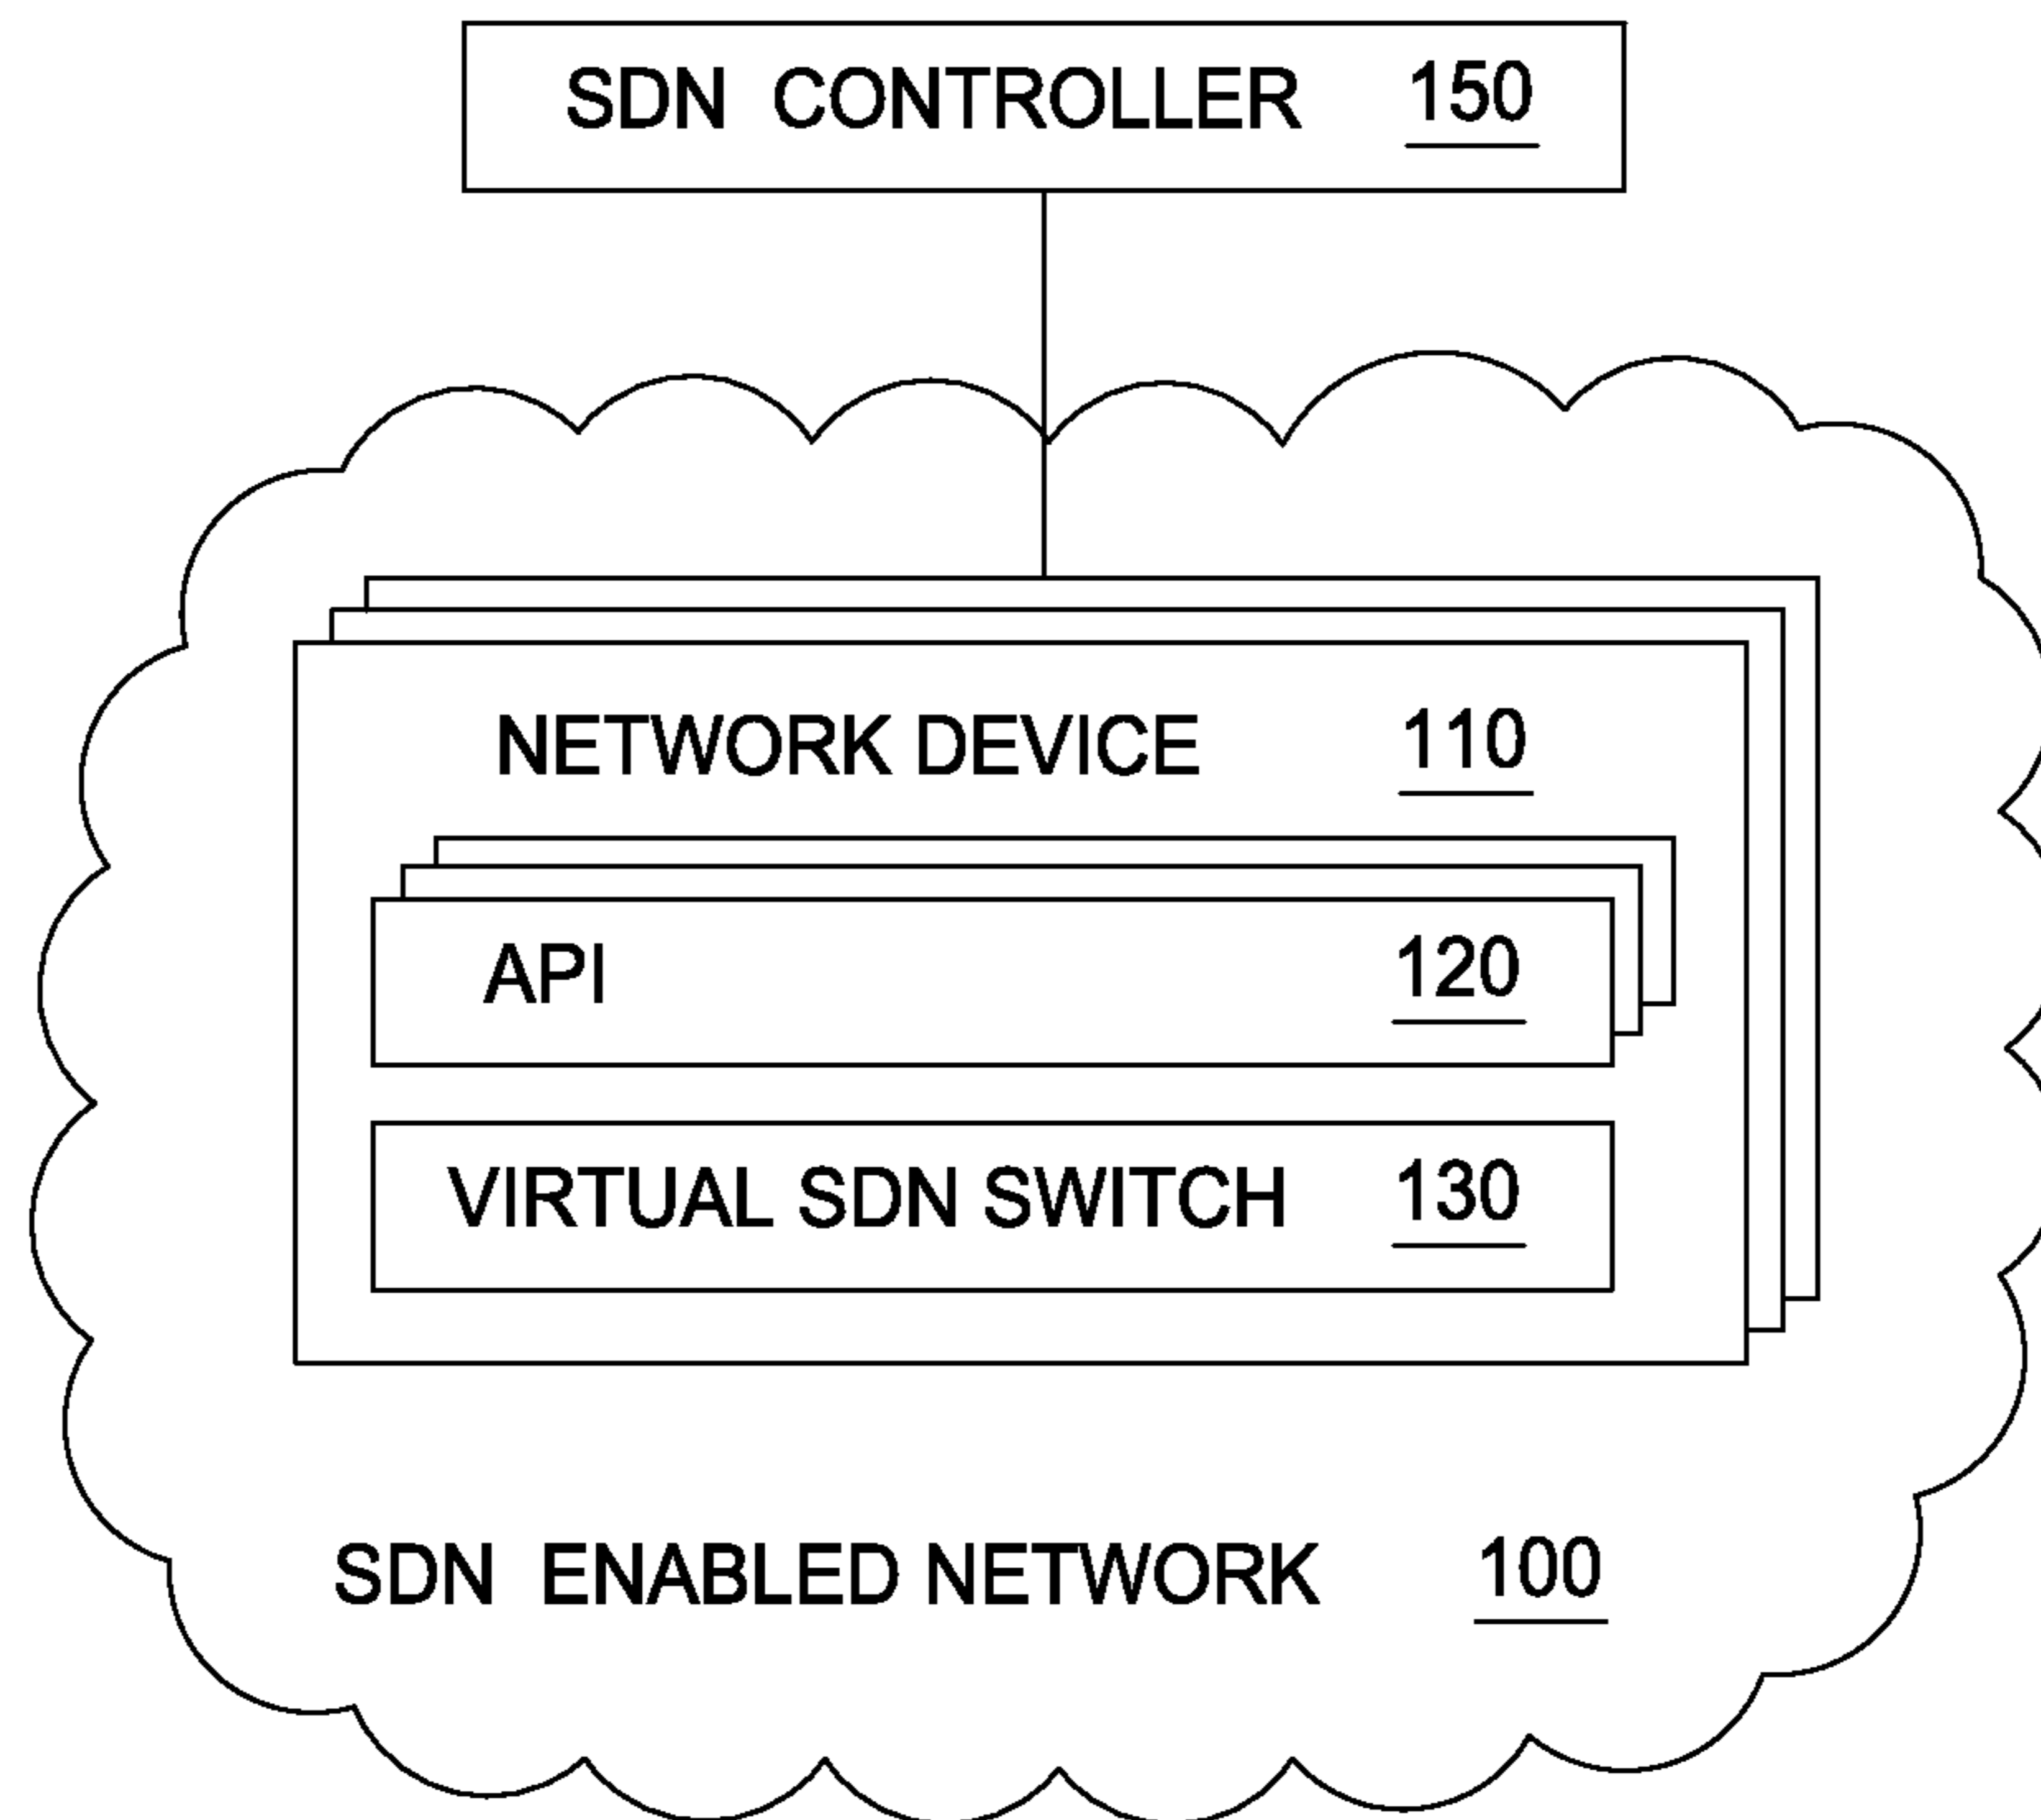 SDN CONTROLLER 150
NETWORK DEVICE 110
API 120
VIRTUAL SDN SWITCH 130
SDN ENABLED NETWORK 100